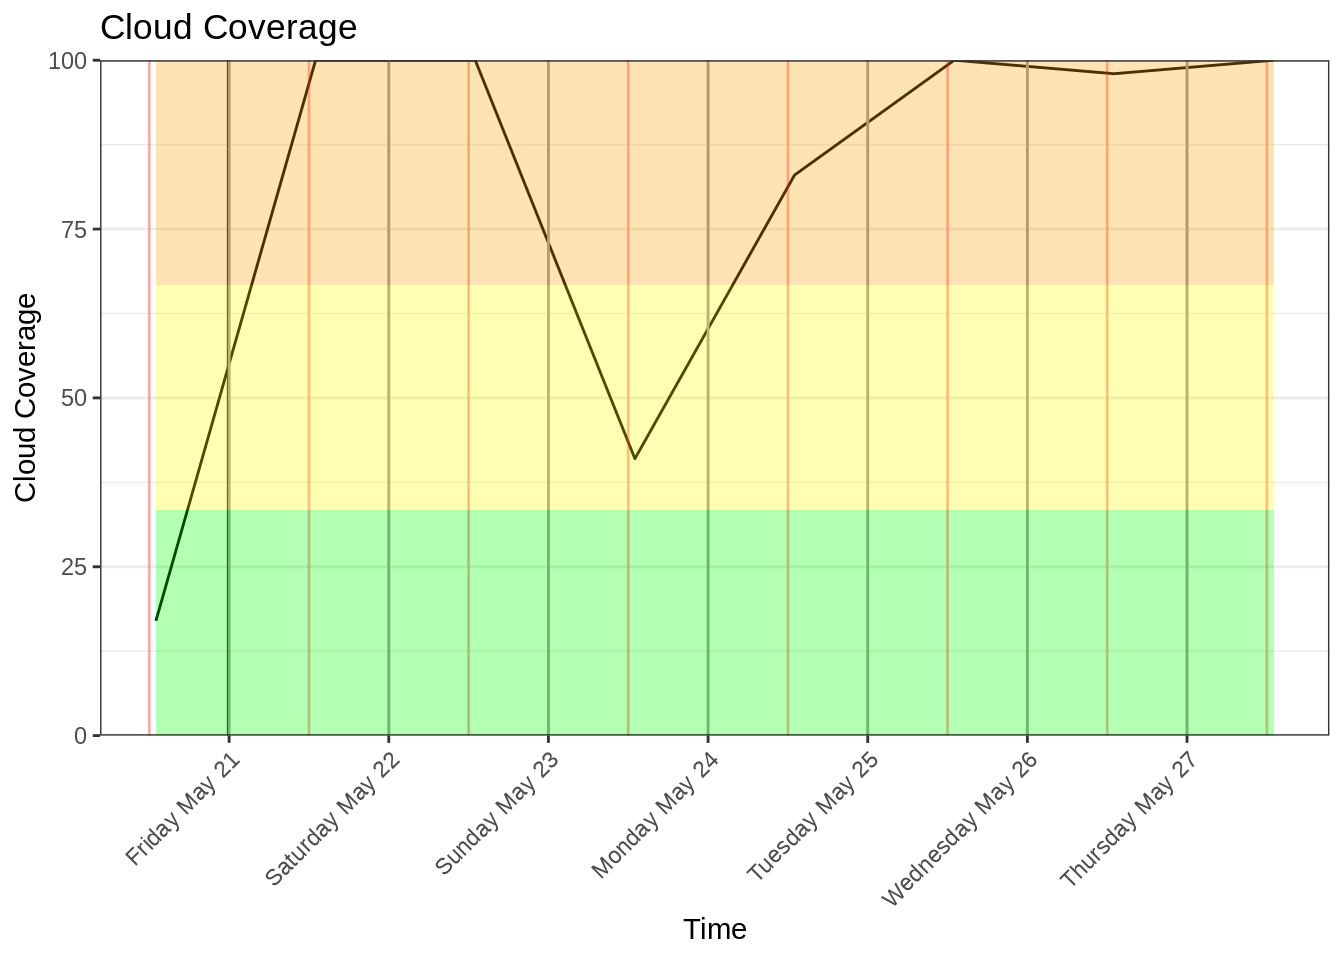 Cloud Coverage
Cloud Coverage
100
75
50
25
0
Friday May 21
Saturday May 22
Sunday May 23
Monday May 24
Tuesday May 25
Wednesday May 26
Thursday May 27
Time